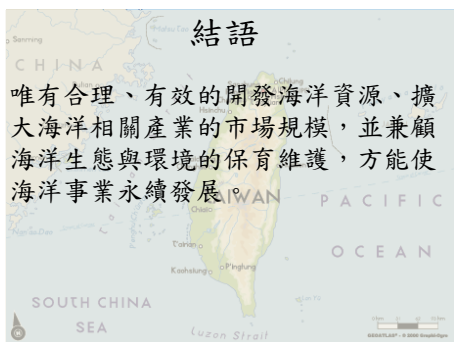 結語
CHINA
唯有合理、有效的開發海洋資源、擴
大海洋相關產業的市場規模,並兼顧
海洋生態與環境的保育維護,方能使
海洋事業永續發展。
TAIWAN
PACIFIC
OCEAN
Tainan
P'ingtung
Kaohsiung
SOUTH CHINA
SEA
Luzon Strait